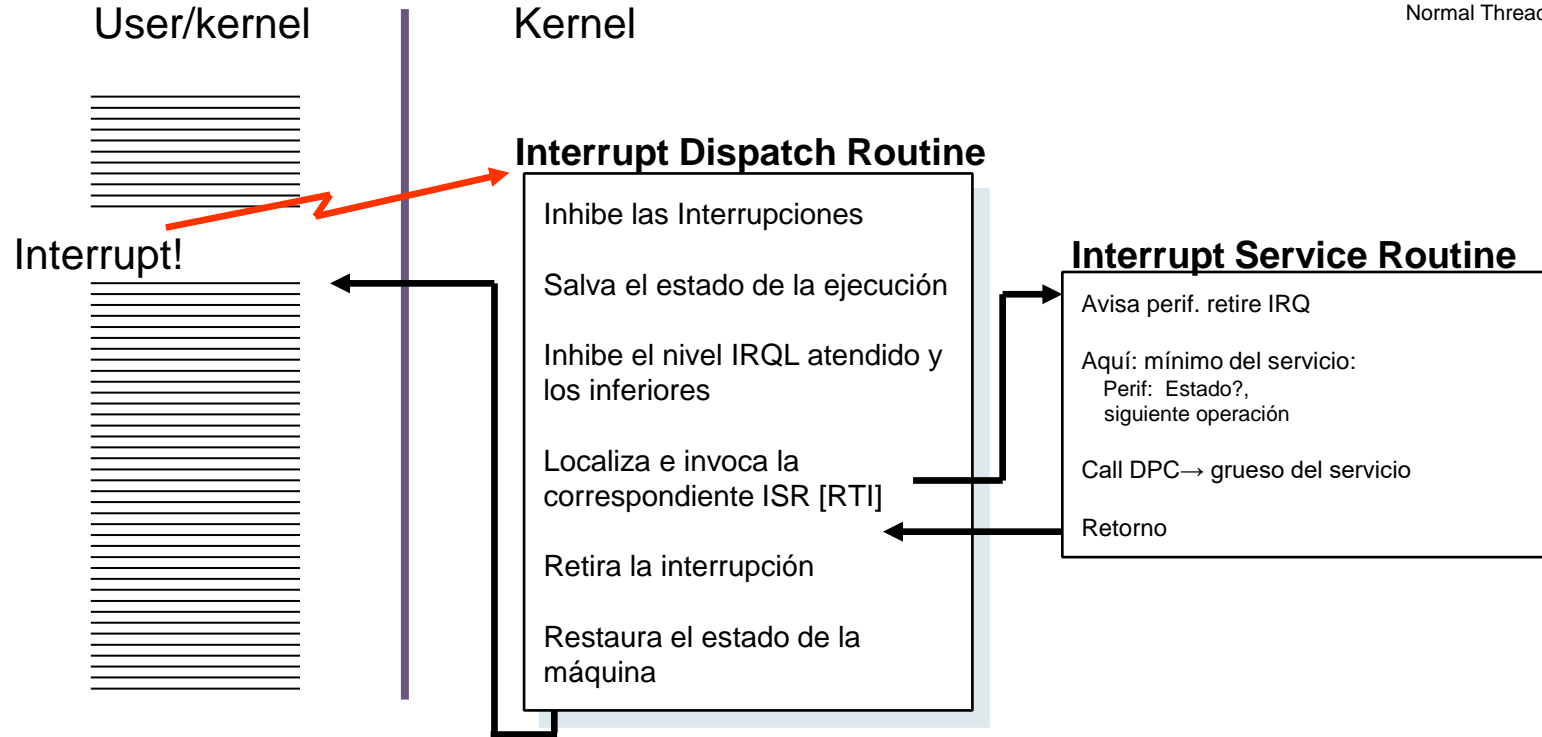 User/kernel
Kernel
Normal Thread
Interrupt!
Interrupt Dispatch Routine
Inhibe las Interrupciones
Salva el estado de la ejecución
Inhibe el nivel IRQL atendido y
los inferiores
Localiza e invoca la
correspondiente ISR [RTI]
Retira la interrupción
Restaura el estado de la
máquina
Interrupt Service Routine
Avisa perif. retire IRQ
Aquí: mínimo del servicio:
Perif: Estado?,
siguiente operación
Call DPC→ grueso del servicio
Retorno